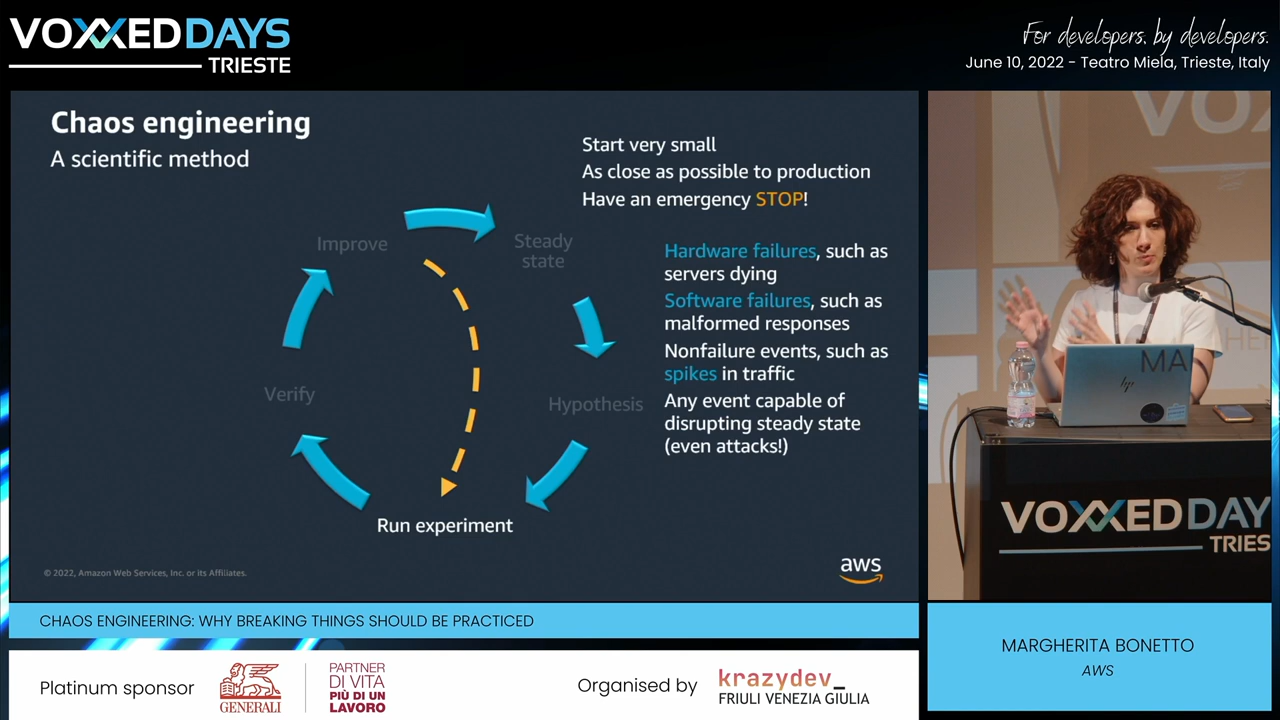 VOXXEDDAYS
TRIESTE
For developers, by developers.
June 10, 2022 - Teatro Miela, Trieste, Italy
Chaos engineering
A scientific method
Start very small
As close as possible to production
Have an emergency STOP!
Improve
Steady
state
Hypothesis
Run experiment
Verify
Hardware failures, such as
servers dying
Software failures, such as
malformed responses
Nonfailure events, such as
spikes in traffic
Any event capable of
disrupting steady state
(even attacks!)
© 2022, Amazon Web Services, Inc. or its Affiliates.
aws
VOX
MA
hp
VOXXEDDAY
TRIES
CHAOS ENGINEERING: WHY BREAKING THINGS SHOULD BE PRACTICED
MARGHERITA BONETTO
AWS
Platinum sponsor
GENERALI
PARTNER
DI VITA
PIÙ DI UN
LAVORO
Organised by
krazydev_
FRIULI VENEZIA GIULIA